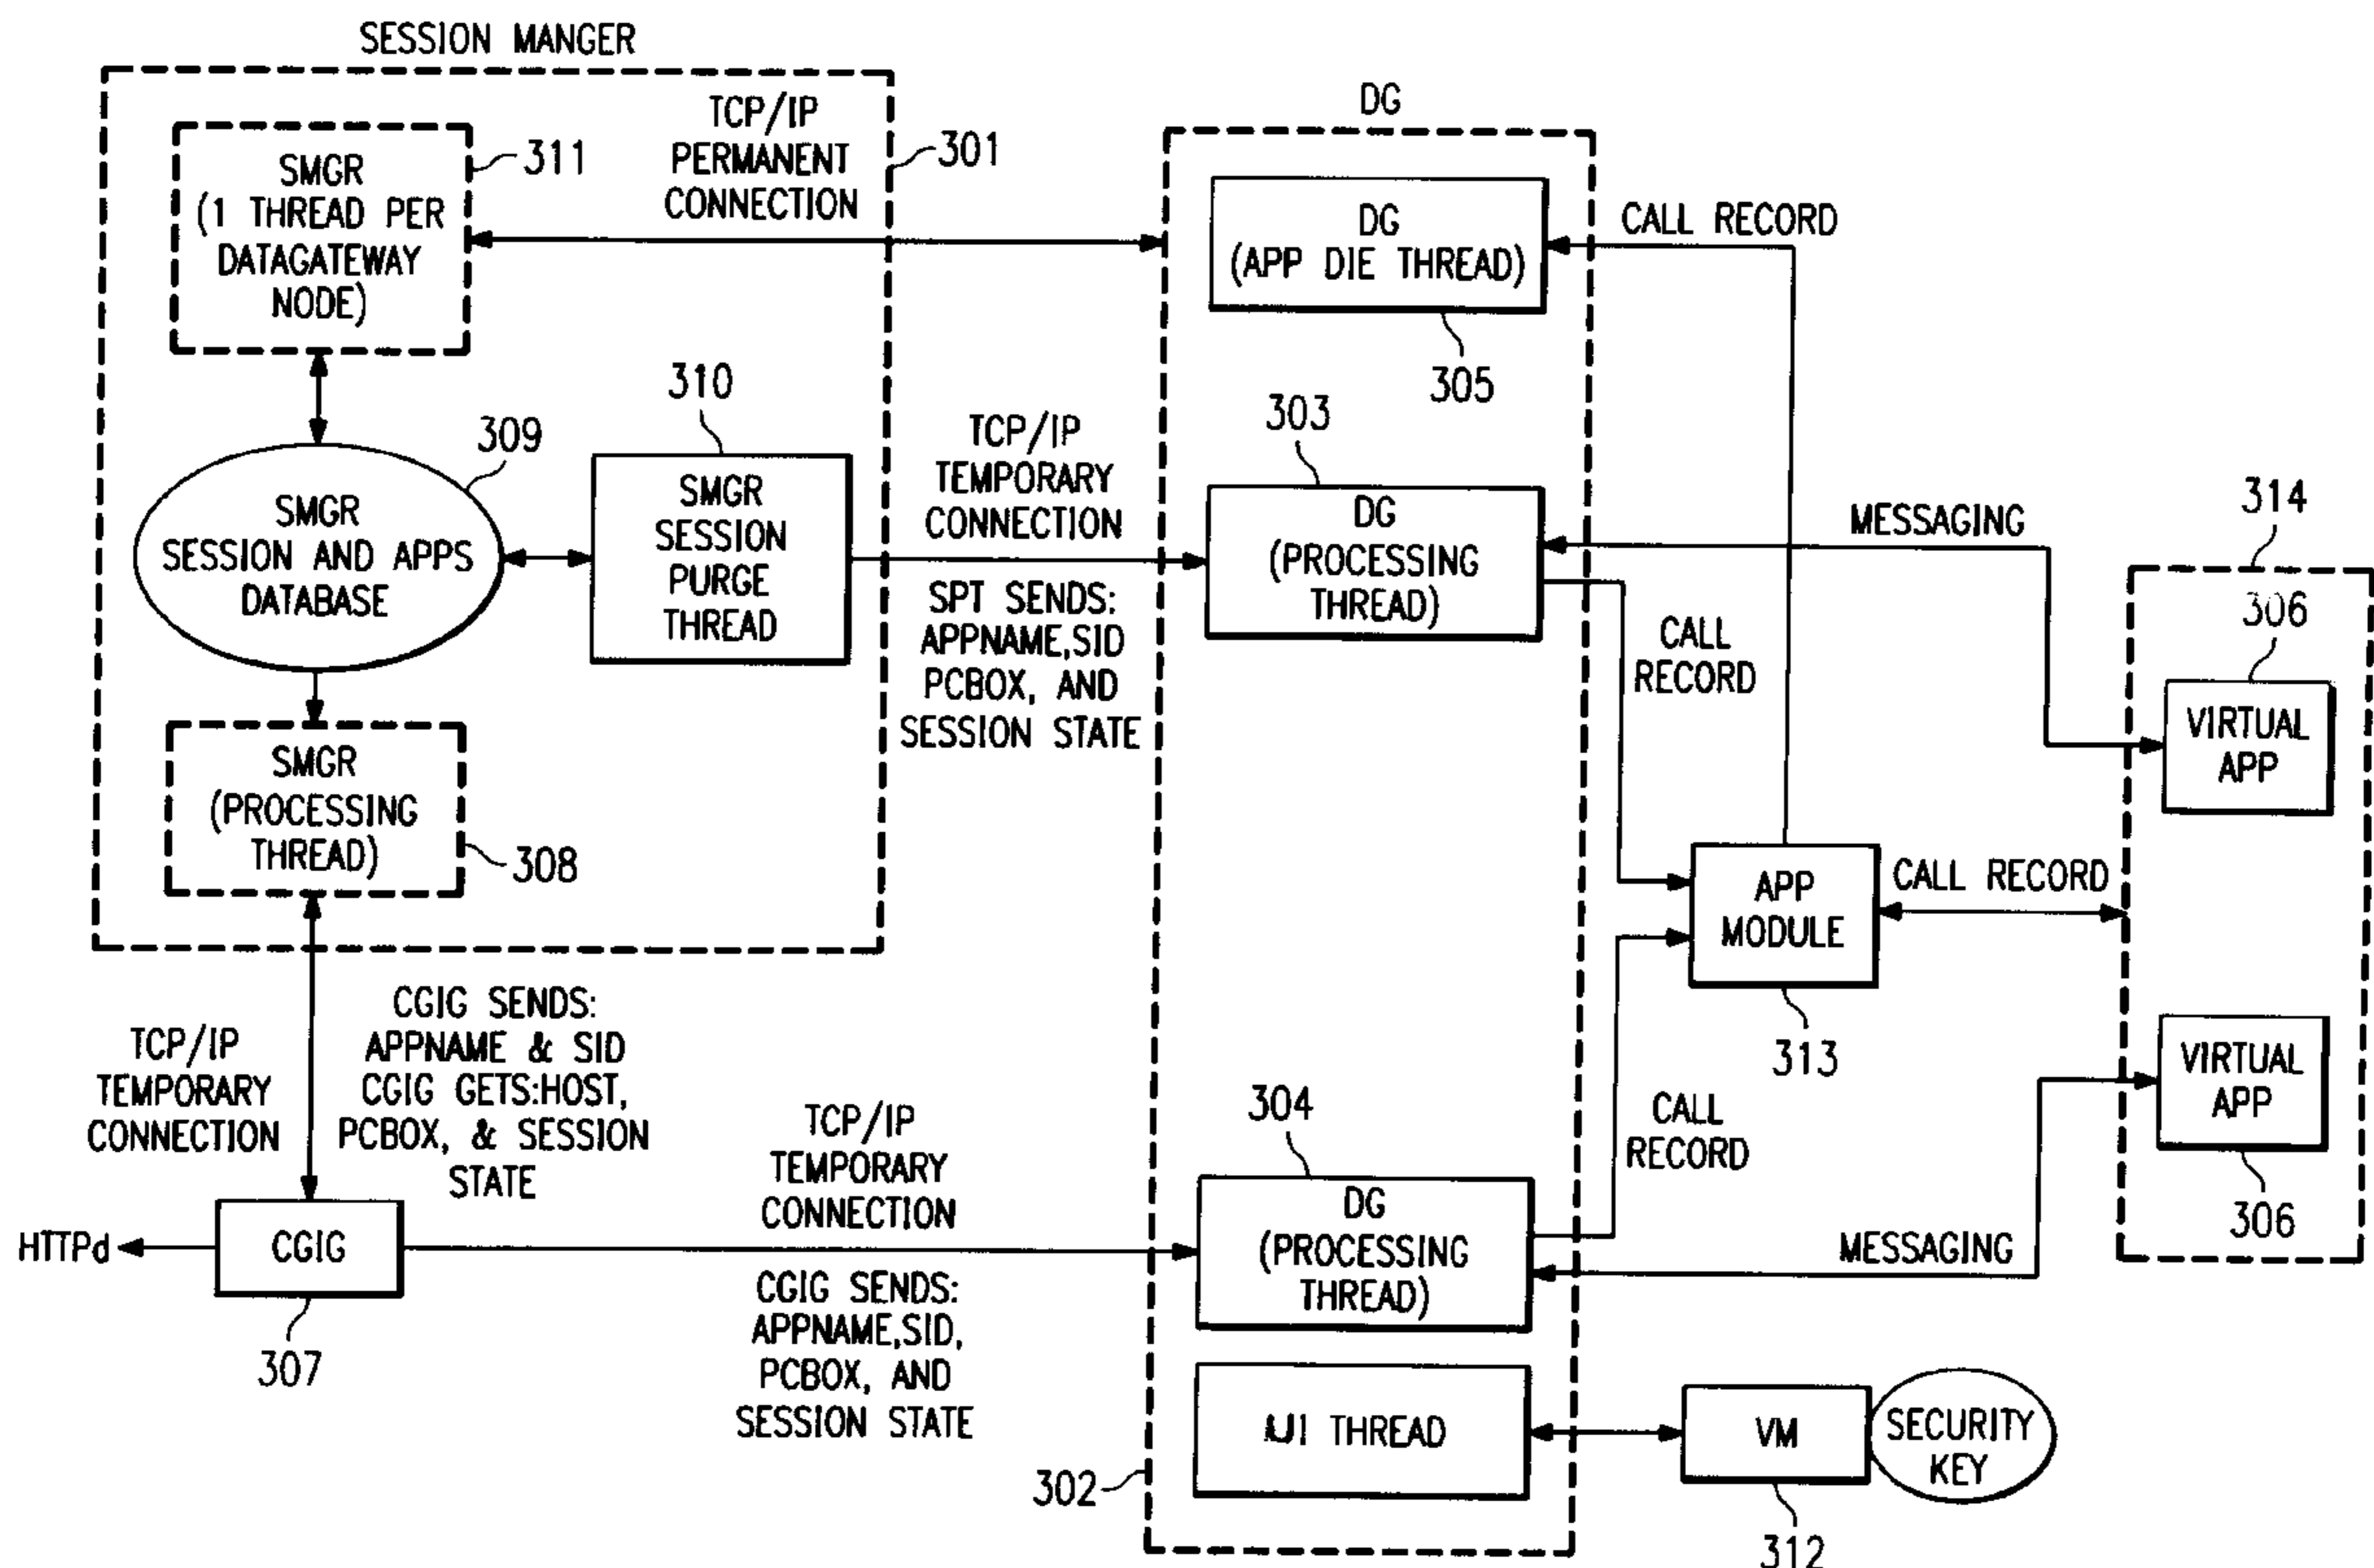 SESSION MANGER
TCP/IP
PERMANENT
CONNECTION
301
SMGR
(1 THREAD PER
DATAGATEWAY
NODE)
311
309
SMGR
SESSION AND APPS
DATABASE
310
SMGR
SESSION
PURGE
THREAD
SMGR
(PROCESSING
THREAD)
308
TCP/IP
TEMPORARY
CONNECTION
SPT SENDS:
APPNAME,SID
PCBOX, AND
SESSION STATE
TCP/IP
TEMPORARY
CONNECTION
CGIG SENDS:
APPNAME & SID
CGIG GETS:HOST,
PCBOX, & SESSION
STATE
HTTPd
CGIG
307
TCP/IP
TEMPORARY
CONNECTION
CGIG SENDS:
APPNAME,SID,
PCBOX, AND
SESSION STATE
DG
DG
(APP DIE THREAD)
305
303
DG
(PROCESSING
THREAD)
304
DG
(PROCESSING
THREAD)
UI THREAD
302
CALL RECORD
MESSAGING
CALL
RECORD
APP
MODULE
313
CALL RECORD
CALL
RECORD
MESSAGING
314
306
VIRTUAL
APP
VIRTUAL
APP
306
VM
312
SECURITY
KEY